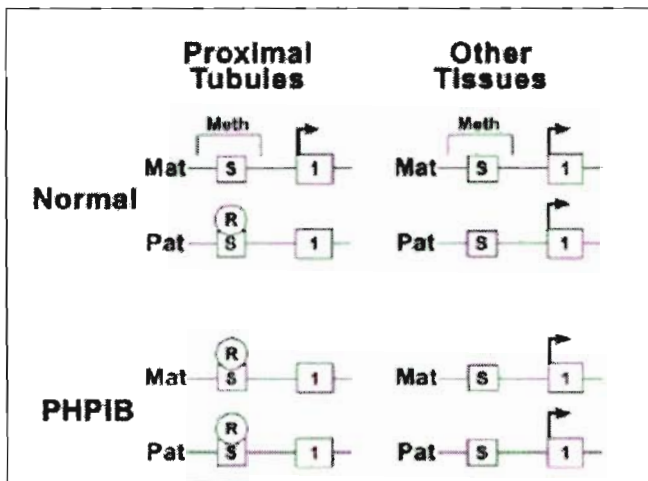 Proximal Other
Tubules Tissues
Meth Meth
Mat S 1 Mat S 1
Normal
R
Pat S 1 Pat S 1
R
Mat S 1 Mat S 1
PHPIB
R
Pat S 1 Pat S 1